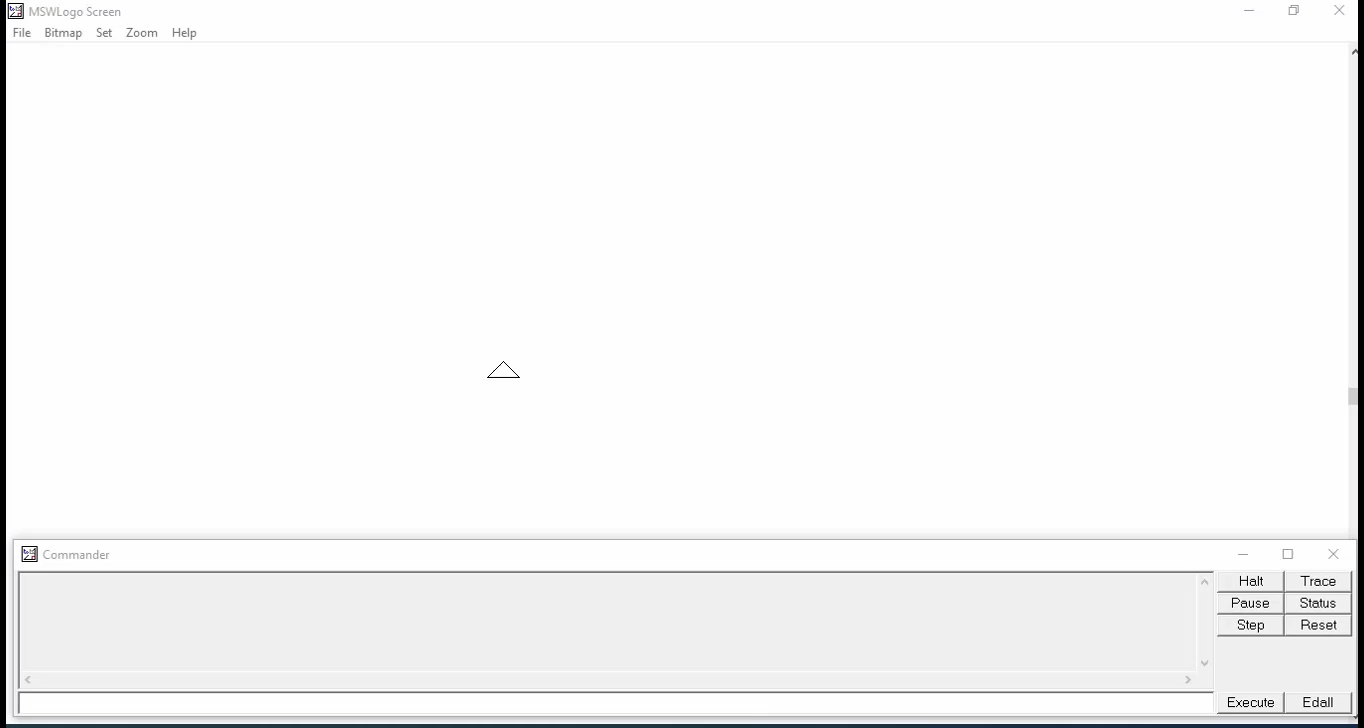 MSWLogo Screen
File Bitmap Set Zoom Help
Commander
Halt Trace
Pause Status
Step Reset
Execute Edall